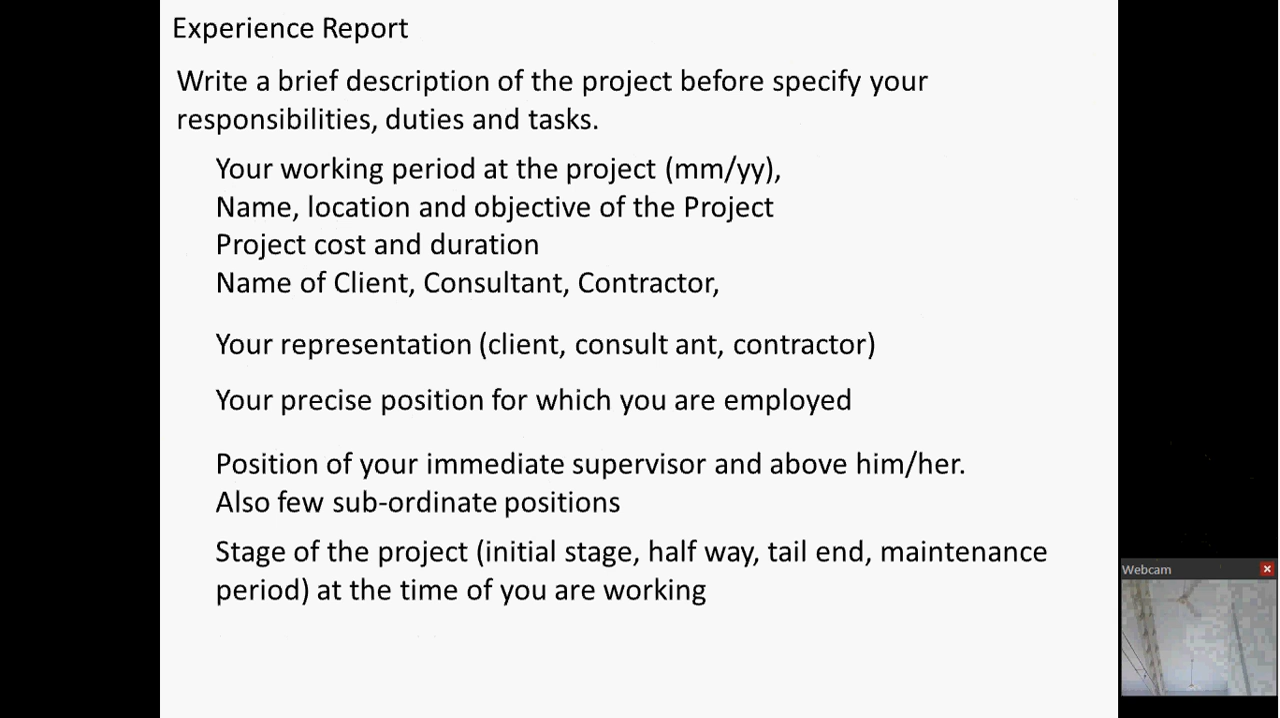 Experience Report
Write a brief description of the project before specify your
responsibilities, duties and tasks.
Your working period at the project (mm/yy),
Name, location and objective of the Project
Project cost and duration
Name of Client, Consultant, Contractor,
Your representation (client, consult ant, contractor)
Your precise position for which you are employed
Position of your immediate supervisor and above him/her.
Also few sub-ordinate positions
Stage of the project (initial stage, half way, tail end, maintenance
period) at the time of you are working
Webcam